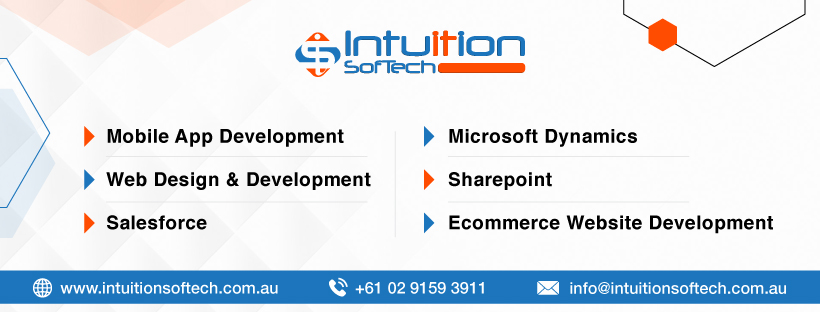 Intuition
SofTech
Mobile App Development
Web Design & Development
Salesforce
Microsoft Dynamics
Sharepoint
Ecommerce Website Development
www.intuitionsoftech.com.au
+61 02 9159 3911
info@intuitionsoftech.com.au